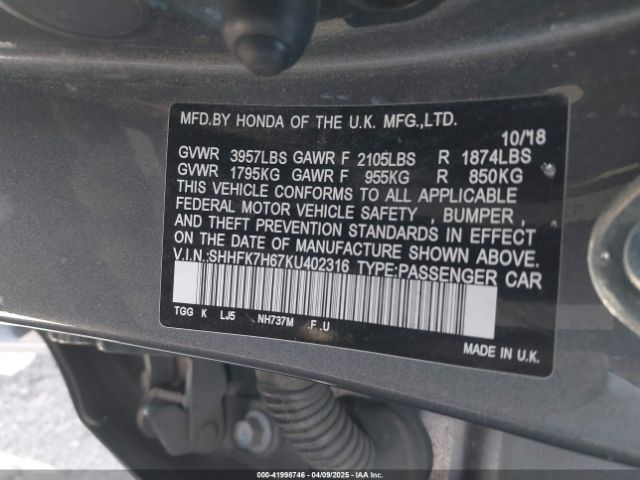 MFD.BY HONDA OF THE U.K. MFG.,LTD.
10/18
GVWR 3957LBS GAWR F 2105LBS R 1874LBS
GVWR 1795KG GAWR F 955KG R 850KG
THIS VEHICLE CONFORMS TO ALL APPLICABLE
FEDERAL MOTOR VEHICLE SAFETY , BUMPER ,
AND THEFT PREVENTION STANDARDS IN EFFECT
ON THE DATE OF MANUFACTURE SHOWN ABOVE.
V.I.N.:SHHFK7H67KU402316 TYPE:PASSENGER CAR
TGG K LJ5 NH737M .F .U
MADE IN U.K.
000-41998746 - 04/09/2025 - IAAI.COM